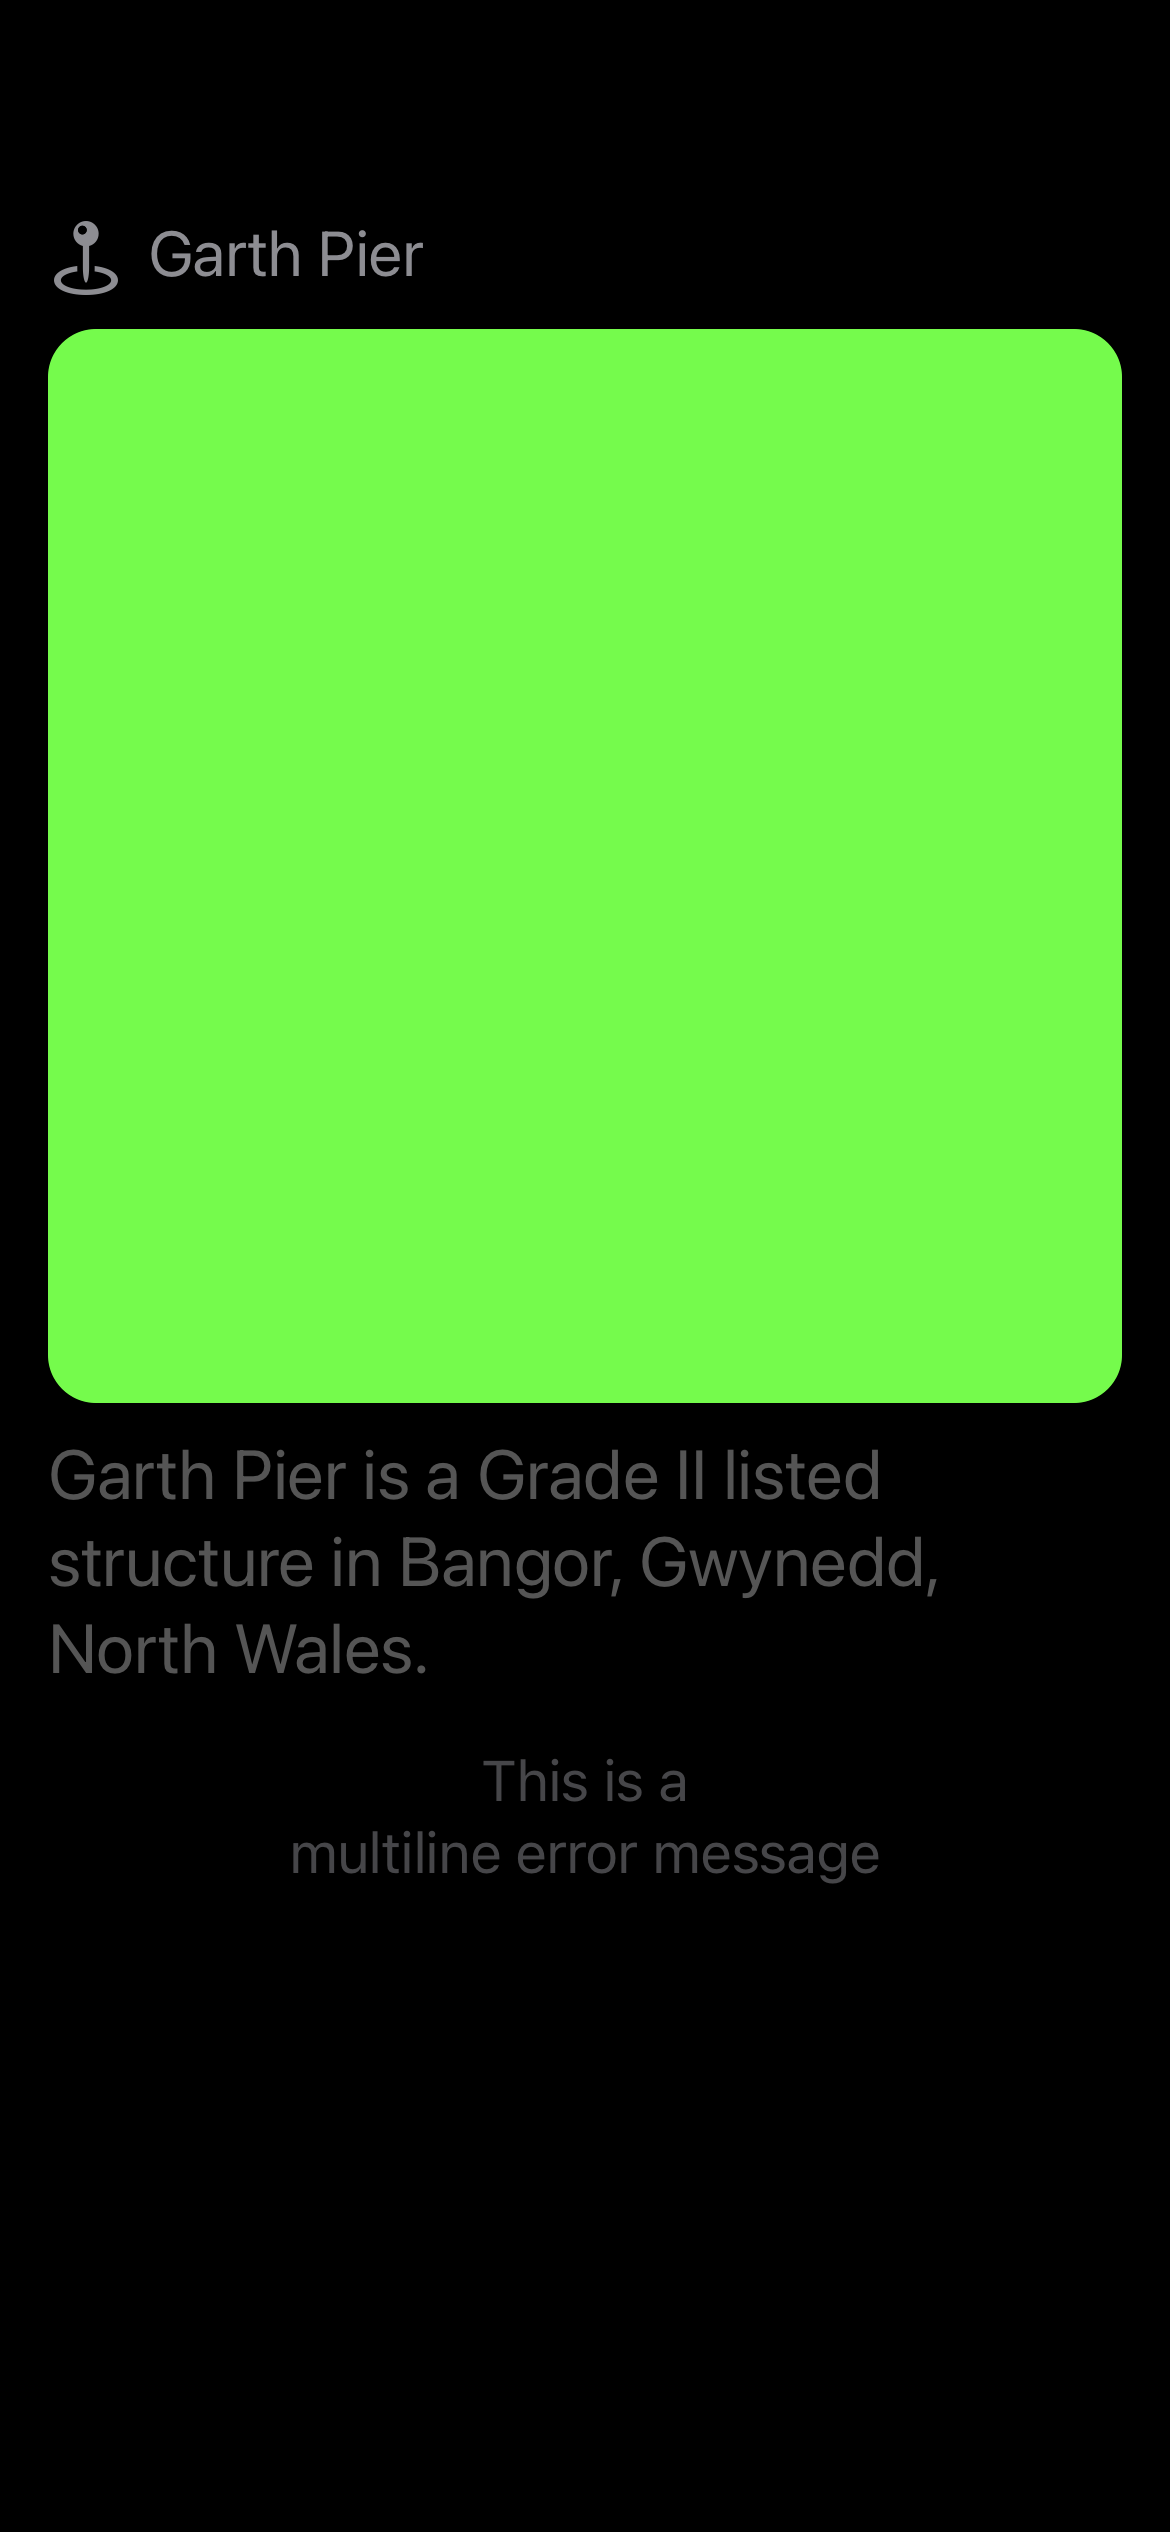 Garth Pier
Garth Pier is a Grade II listed
structure in Bangor, Gwynedd,
North Wales.
This is a
multiline error message